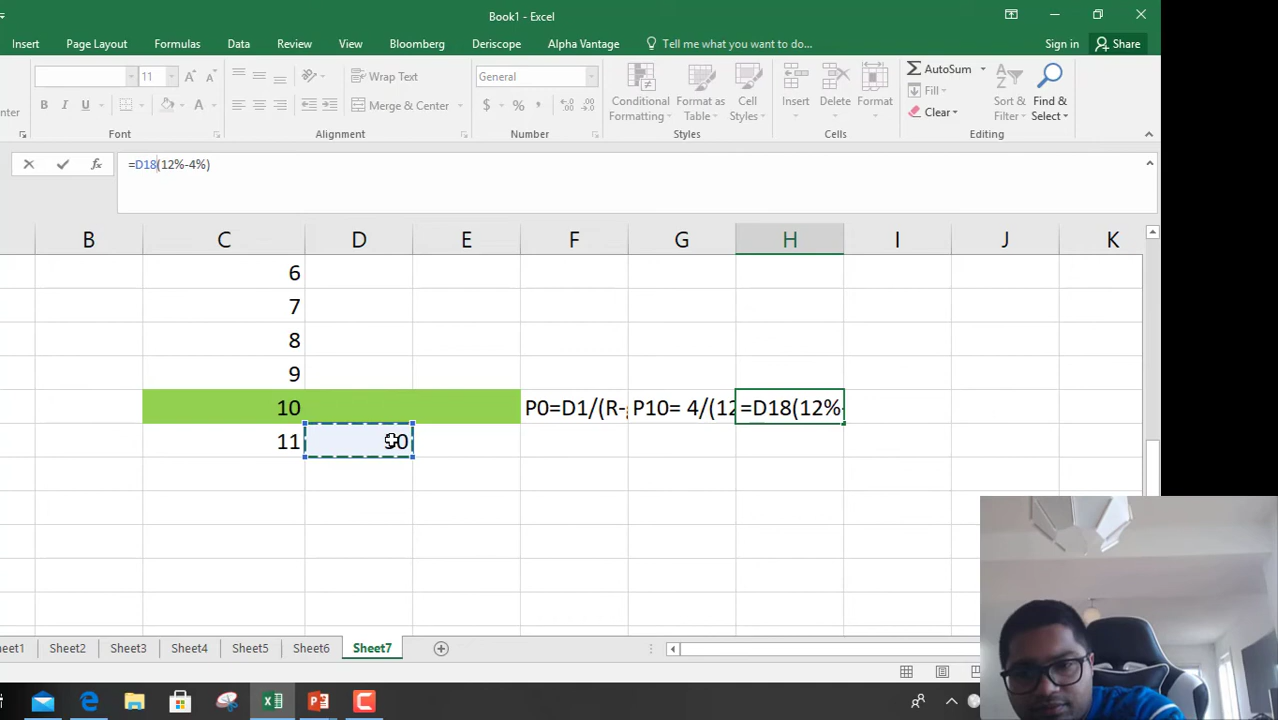 Book1 - Excel
Insert Page Layout Formulas Data Review View Bloomberg Deriscope Alpha Vantage Tell me what you want to do... Sign in Share
11 Wrap Text General AutoSum
Fill
B I U Merge & Center $ % Conditional Formatting Format as Table Cell Styles Insert Delete Format Clear Sort & Filter Find & Select
Font Alignment Number Styles Cells Editing
fx =D18(12%-4%)
B C D E F G H I J K
6
7
8
9
10 P0=D1/(R- P10= 4/(12 =D18(12%-
11
Sheet2 Sheet3 Sheet4 Sheet5 Sheet6 Sheet7